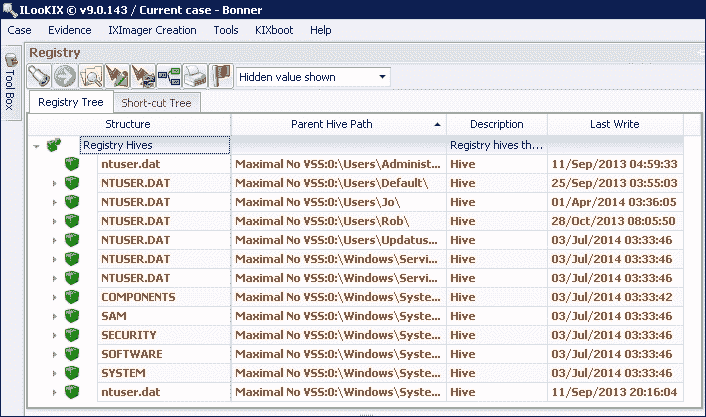 ILooKIX © v9.0.143 / Current case - Bonner
Case Evidence IXImager Creation Tools KIXboot Help
Registry
Tool Box
Hidden value shown
Registry Tree Short-cut Tree
Structure Parent Hive Path Description Last Write
Registry Hives Registry hives th...
ntuser.dat Maximal No VSS:0:\Users\Administ... Hive 11/Sep/2013 04:59:33
NTUSER.DAT Maximal No VSS:0:\Users\Default\ Hive 25/Sep/2013 03:55:03
NTUSER.DAT Maximal No VSS:0:\Users\Jo\ Hive 01/Apr/2014 03:36:05
NTUSER.DAT Maximal No VSS:0:\Users\Rob\ Hive 28/Oct/2013 08:05:50
NTUSER.DAT Maximal No VSS:0:\Users\Updatus... Hive 03/Jul/2014 03:33:46
NTUSER.DAT Maximal No VSS:0:\Windows\Servi... Hive 03/Jul/2014 03:33:46
NTUSER.DAT Maximal No VSS:0:\Windows\Servi... Hive 03/Jul/2014 03:33:46
COMPONENTS Maximal No VSS:0:\Windows\Syste... Hive 03/Jul/2014 03:33:42
SAM Maximal No VSS:0:\Windows\Syste... Hive 03/Jul/2014 03:33:46
SECURITY Maximal No VSS:0:\Windows\Syste... Hive 03/Jul/2014 03:33:46
SOFTWARE Maximal No VSS:0:\Windows\Syste... Hive 03/Jul/2014 03:33:46
SYSTEM Maximal No VSS:0:\Windows\Syste... Hive 03/Jul/2014 03:33:46
ntuser.dat Maximal No VSS:0:\Windows\Syste... Hive 11/Sep/2013 20:16:04